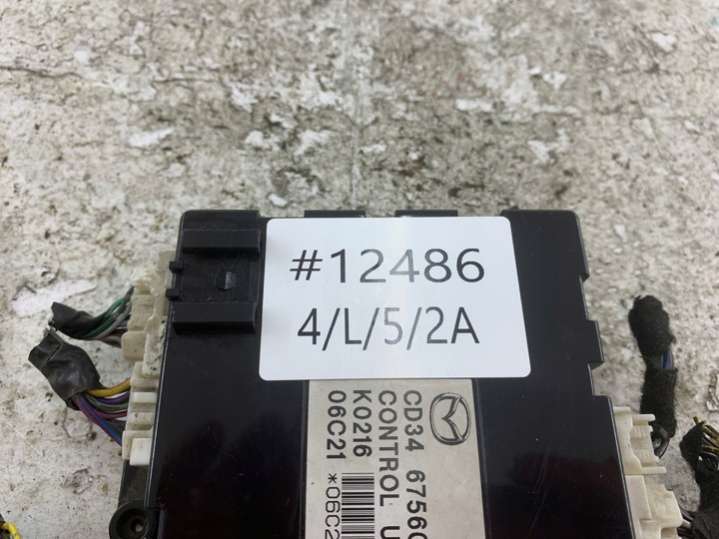 #12486
4/L/5/2A
CD34 6756
CONTROL U
K0216
06C21 *06C2